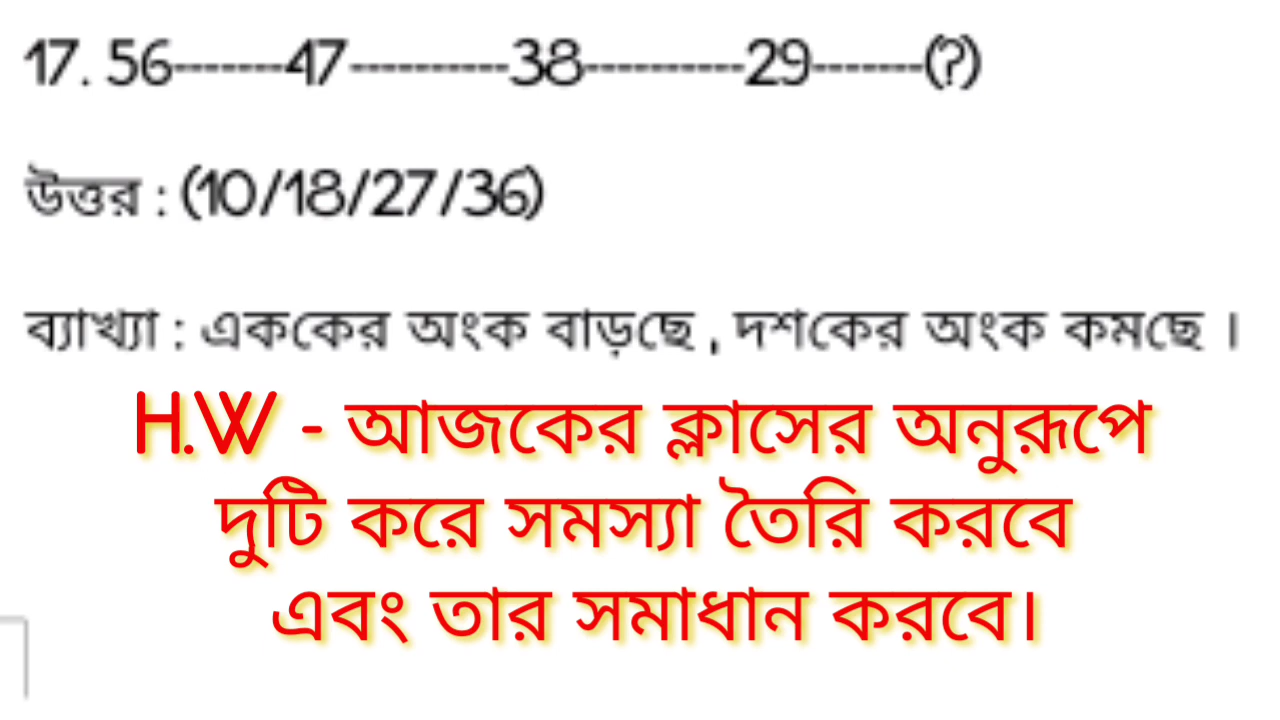 17. 56-------47----------38----------29-------(?)
উত্তর : (10/18/27/36)
ব্যাখ্যা : এককের অংক বাড়ছে , দশকের অংক কমছে ।
H.W - আজকের ক্লাসের অনুরূপে
দুটি করে সমস্যা তৈরি করবে
এবং তার সমাধান করবে।